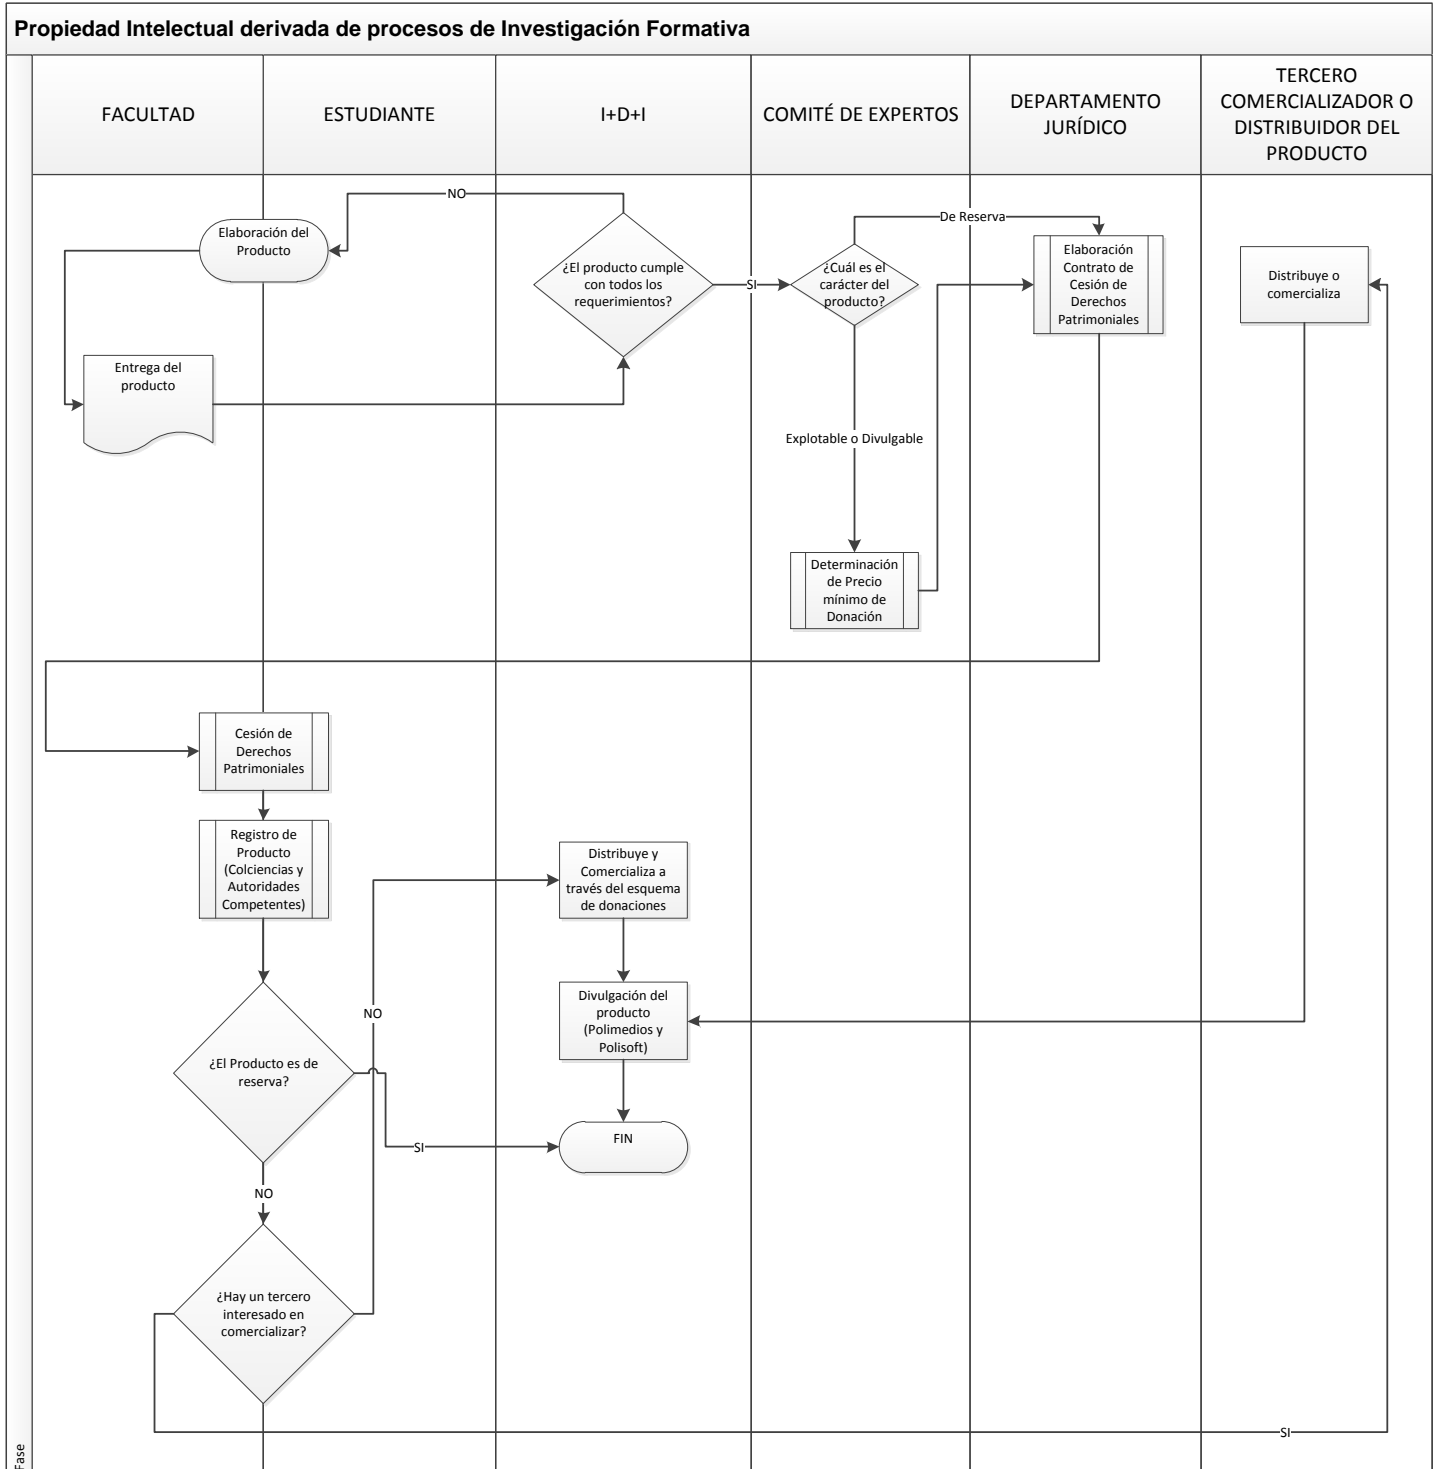 Propiedad Intelectual derivada de procesos de Investigación Formativa
FACULTAD
ESTUDIANTE
I+D+I
COMITÉ DE EXPERTOS
DEPARTAMENTO
JURÍDICO
TERCERO
COMERCIALIZADOR O
DISTRIBUIDOR DEL
PRODUCTO
NO
Elaboración del
Producto
¿El producto cumple
con todos los
requerimientos?
SI
¿Cuál es el
carácter del
producto?
De Reserva
Elaboración
Contrato de
Cesión de
Derechos
Patrimoniales
Distribuye o
comercializa
Entrega del
producto
Explotable o Divulgable
Determinación
de Precio
mínimo de
Donación
Cesión de
Derechos
Patrimoniales
Registro de
Producto
(Colciencias y
Autoridades
Competentes)
Distribuye y
Comercializa a
través del esquema
de donaciones
Divulgación del
producto
(Polimedios y
Polisoft)
NO
¿El Producto es de
reserva?
SI
FIN
NO
¿Hay un tercero
interesado en
comercializar?
SI
Fase